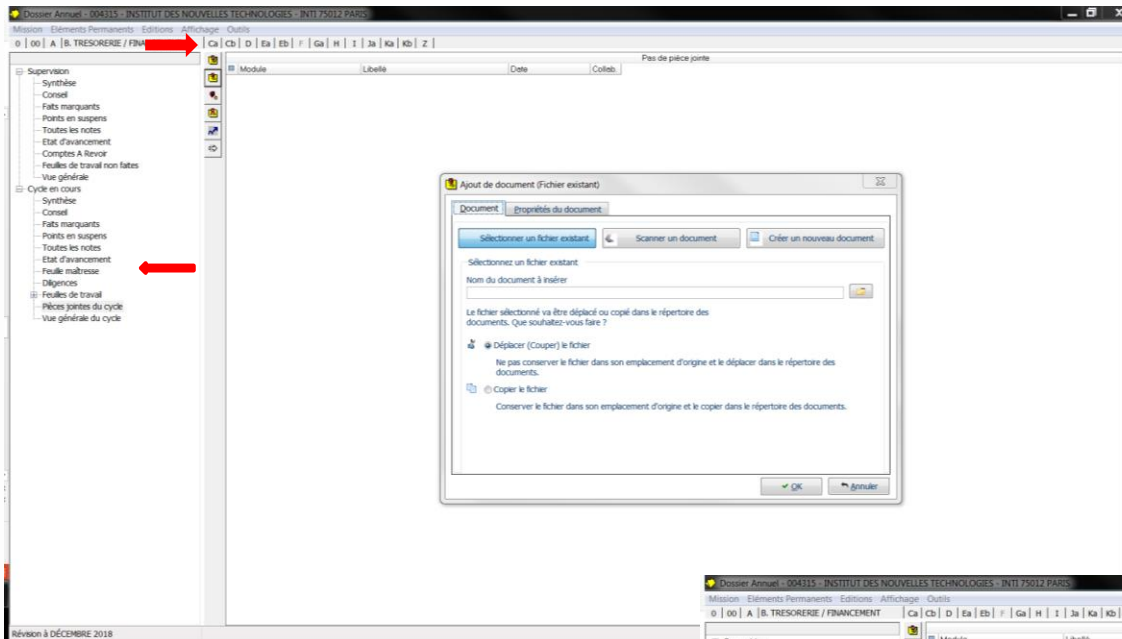 Dossier Annuel - 004315 - INSTITUT DES NOUVELLES TECHNOLOGIES - INTI 75012 PARIS
Mission Eléments Permanents Editions Affichage Outils
0 | 00 | A | B. TRESORERIE / FINA | Ca | Cb | D | Ea | Eb | F | Ga | H | I | Ja | Ka | Kb | Z |
Pas de pièce jointe
Module Libellé Date Collab.
Supervision
Synthèse
Conseil
Faits marquants
Points en suspens
Toutes les notes
Etat d'avancement
Comptes A Revoir
Feuilles de travail non faites
Vue générale
Cycle en cours
Synthèse
Conseil
Faits marquants
Points en suspens
Toutes les notes
Etat d'avancement
Feuille maîtresse
Diligences
Feuilles de travail
Pièces jointes du cycle
Vue générale du cycle
Ajout de document (Fichier existant)
Document Propriétés du document
Sélectionner un fichier existant Scanner un document Créer un nouveau document
Sélectionnez un fichier existant
Nom du document à insérer
Le fichier sélectionné va être déplacé ou copié dans le répertoire des
documents. Que souhaitez-vous faire ?
Déplacer (Couper) le fichier
Ne pas conserver le fichier dans son emplacement d'origine et le déplacer dans le répertoire des
documents.
Copier le fichier
Conserver le fichier dans son emplacement d'origine et le copier dans le répertoire des documents.
OK Annuler
Révision à DÉCEMBRE 2018
Dossier Annuel - 004315 - INSTITUT DES NOUVELLES TECHNOLOGIES - INTI 75012 PARIS
Mission Eléments Permanents Editions Affichage Outils
0 | 00 | A | B. TRESORERIE / FINANCEMENT | Ca | Cb | D | Ea | Eb | F | Ga | H | I | Ja | Ka | Kb |
Module Libellé